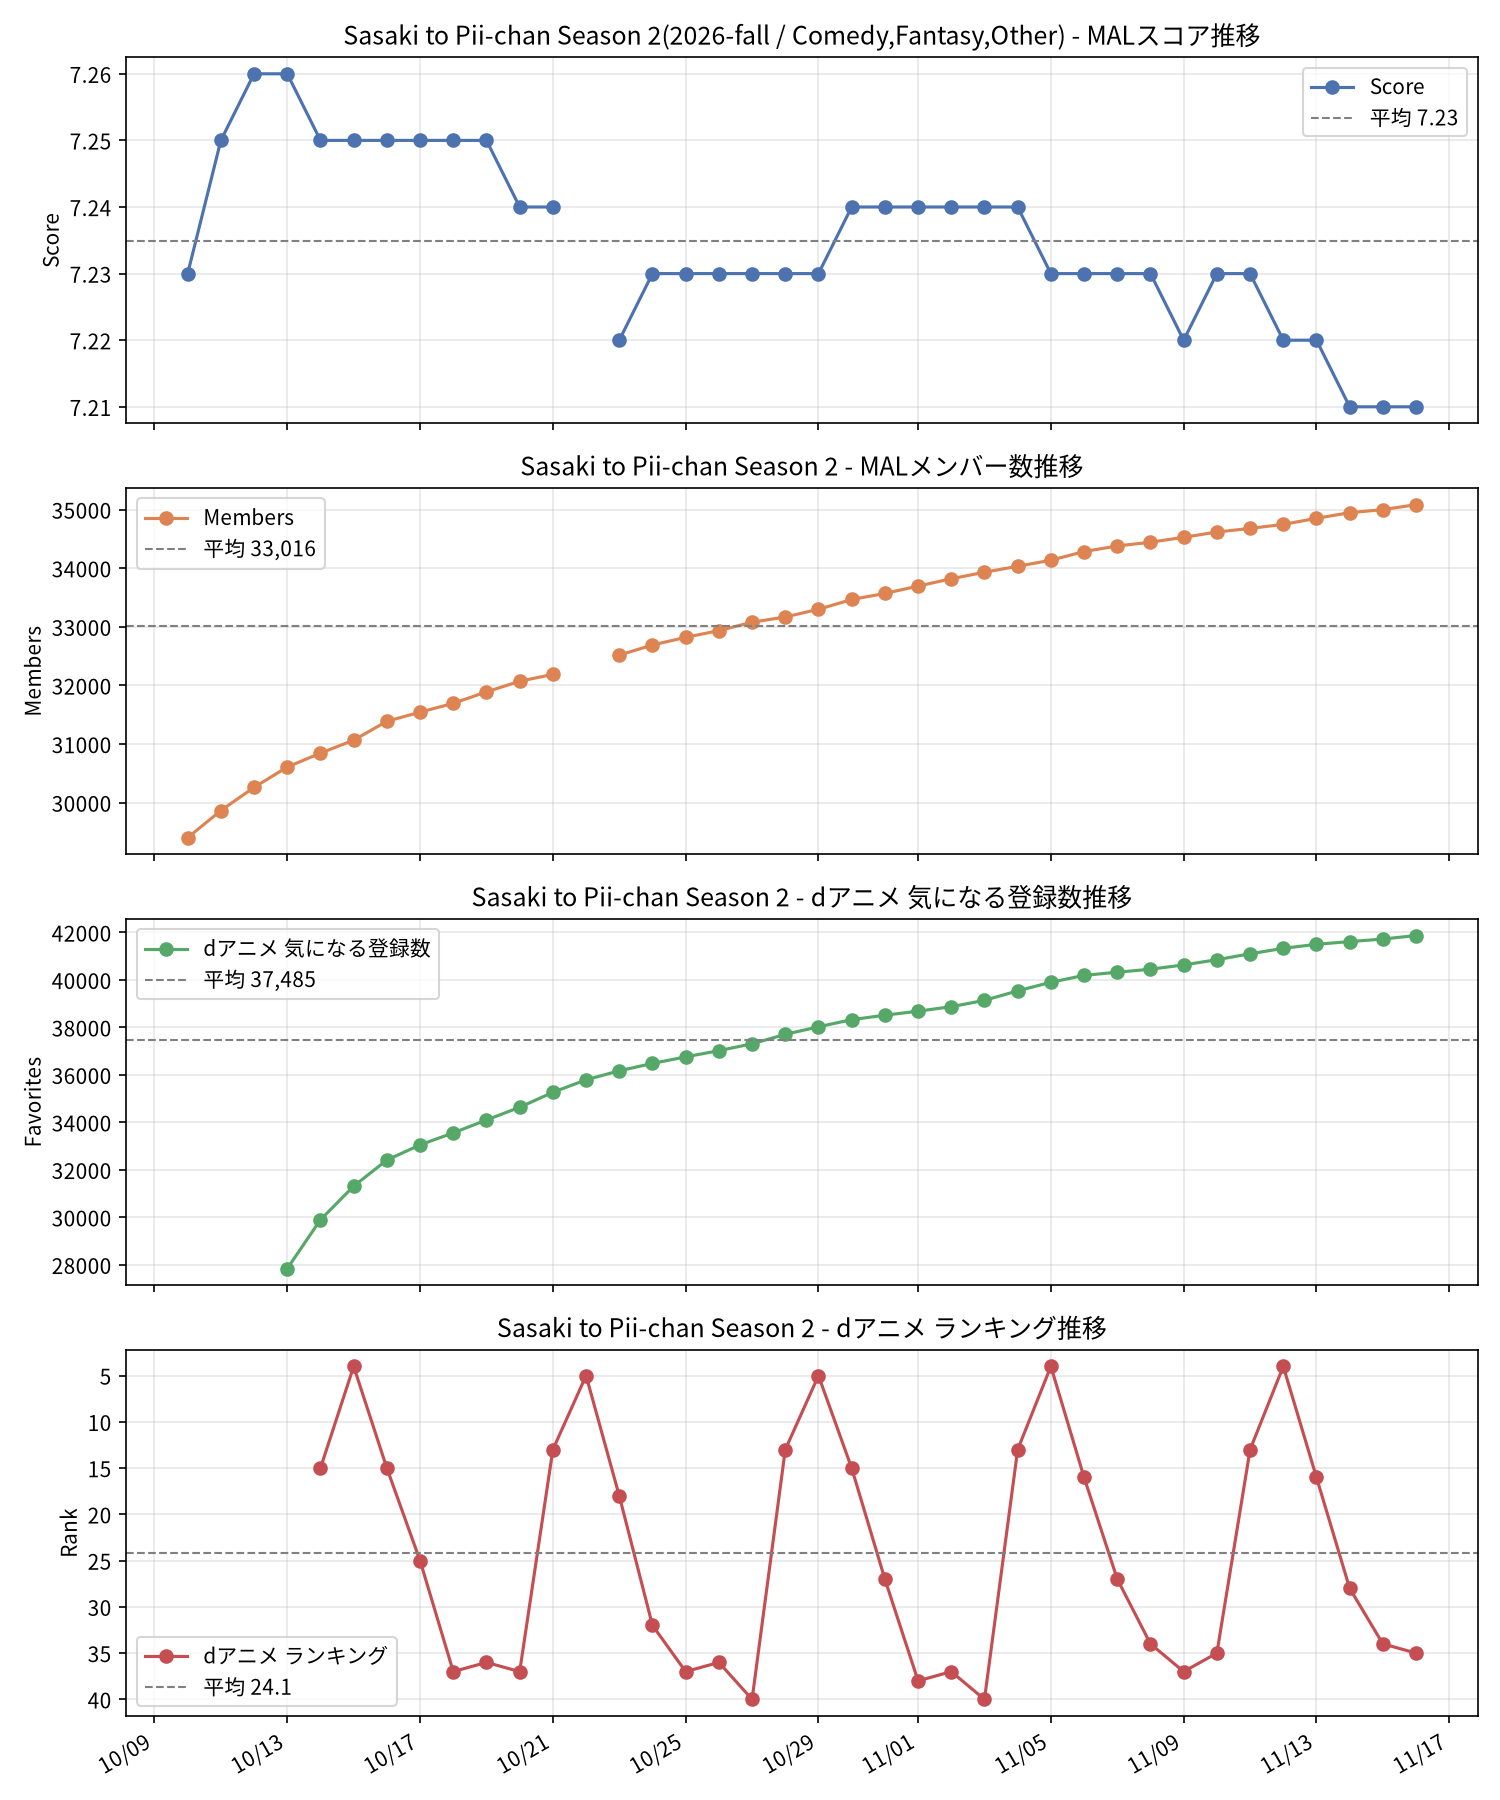 Sasaki to Pii-chan Season 2(2026-fall / Comedy,Fantasy,Other) - MALスコア推移
Score
7.26
7.25
7.24
7.23
7.22
7.21
Score
平均 7.23
Sasaki to Pii-chan Season 2 - MALメンバー数推移
Members
35000
34000
33000
32000
31000
30000
Members
平均 33,016
Sasaki to Pii-chan Season 2 - dアニメ 気になる登録数推移
Favorites
42000
40000
38000
36000
34000
32000
30000
28000
dアニメ 気になる登録数
平均 37,485
Sasaki to Pii-chan Season 2 - dアニメ ランキング推移
Rank
5
10
15
20
25
30
35
40
dアニメ ランキング
平均 24.1
10/09
10/13
10/17
10/21
10/25
10/29
11/01
11/05
11/09
11/13
11/17